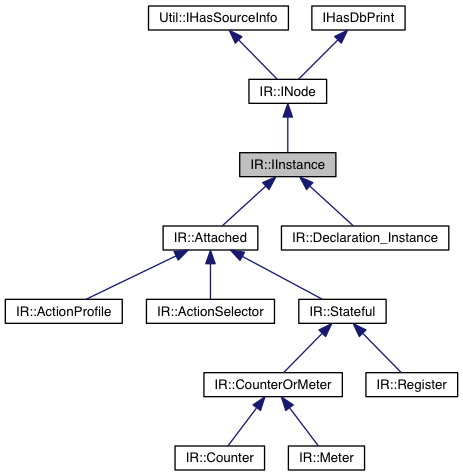 Util::IHasSourceInfo
IHasDbPrint
IR::INode
IR::IInstance
IR::Attached
IR::Declaration_Instance
IR::ActionProfile
IR::ActionSelector
IR::Stateful
IR::CounterOrMeter
IR::Register
IR::Counter
IR::Meter